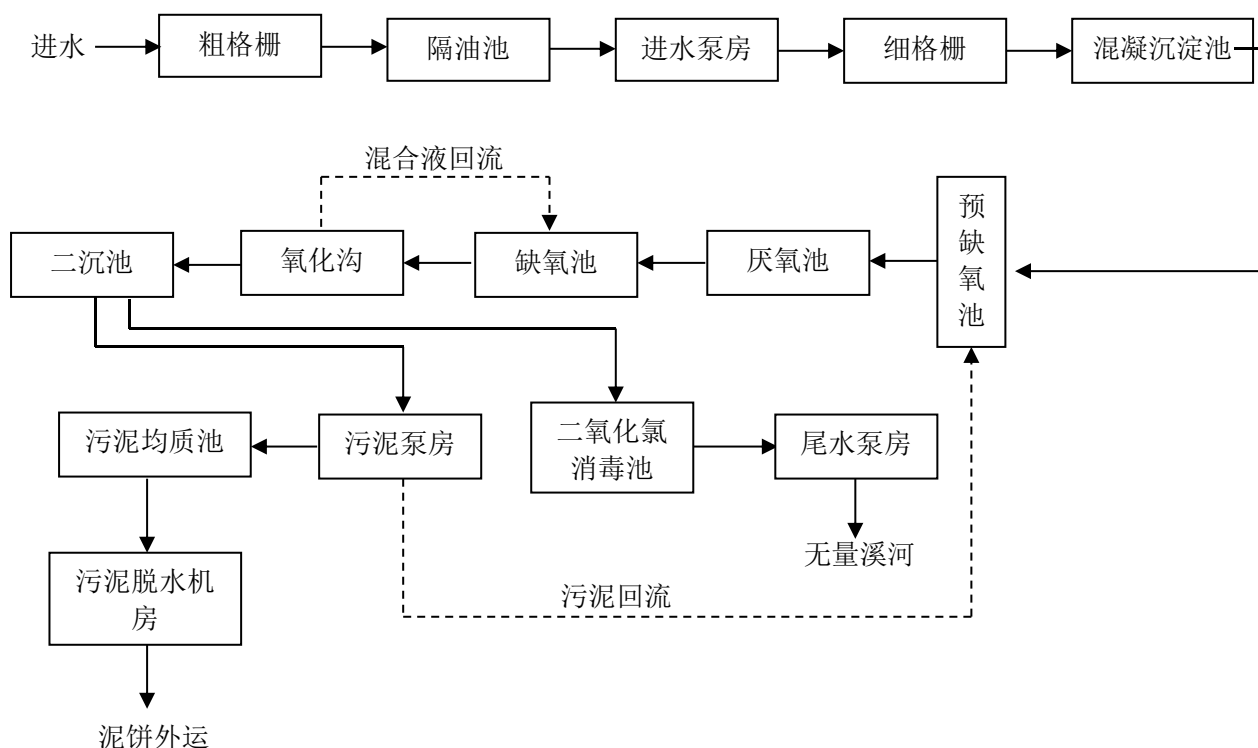 进水
粗格栅
隔油池
进水泵房
细格栅
混凝沉淀池
混合液回流
预
缺
氧
池
二沉池
氧化沟
缺氧池
厌氧池
污泥均质池
污泥泵房
二氧化氯
消毒池
尾水泵房
无量溪河
污泥脱水机
房
污泥回流
泥饼外运